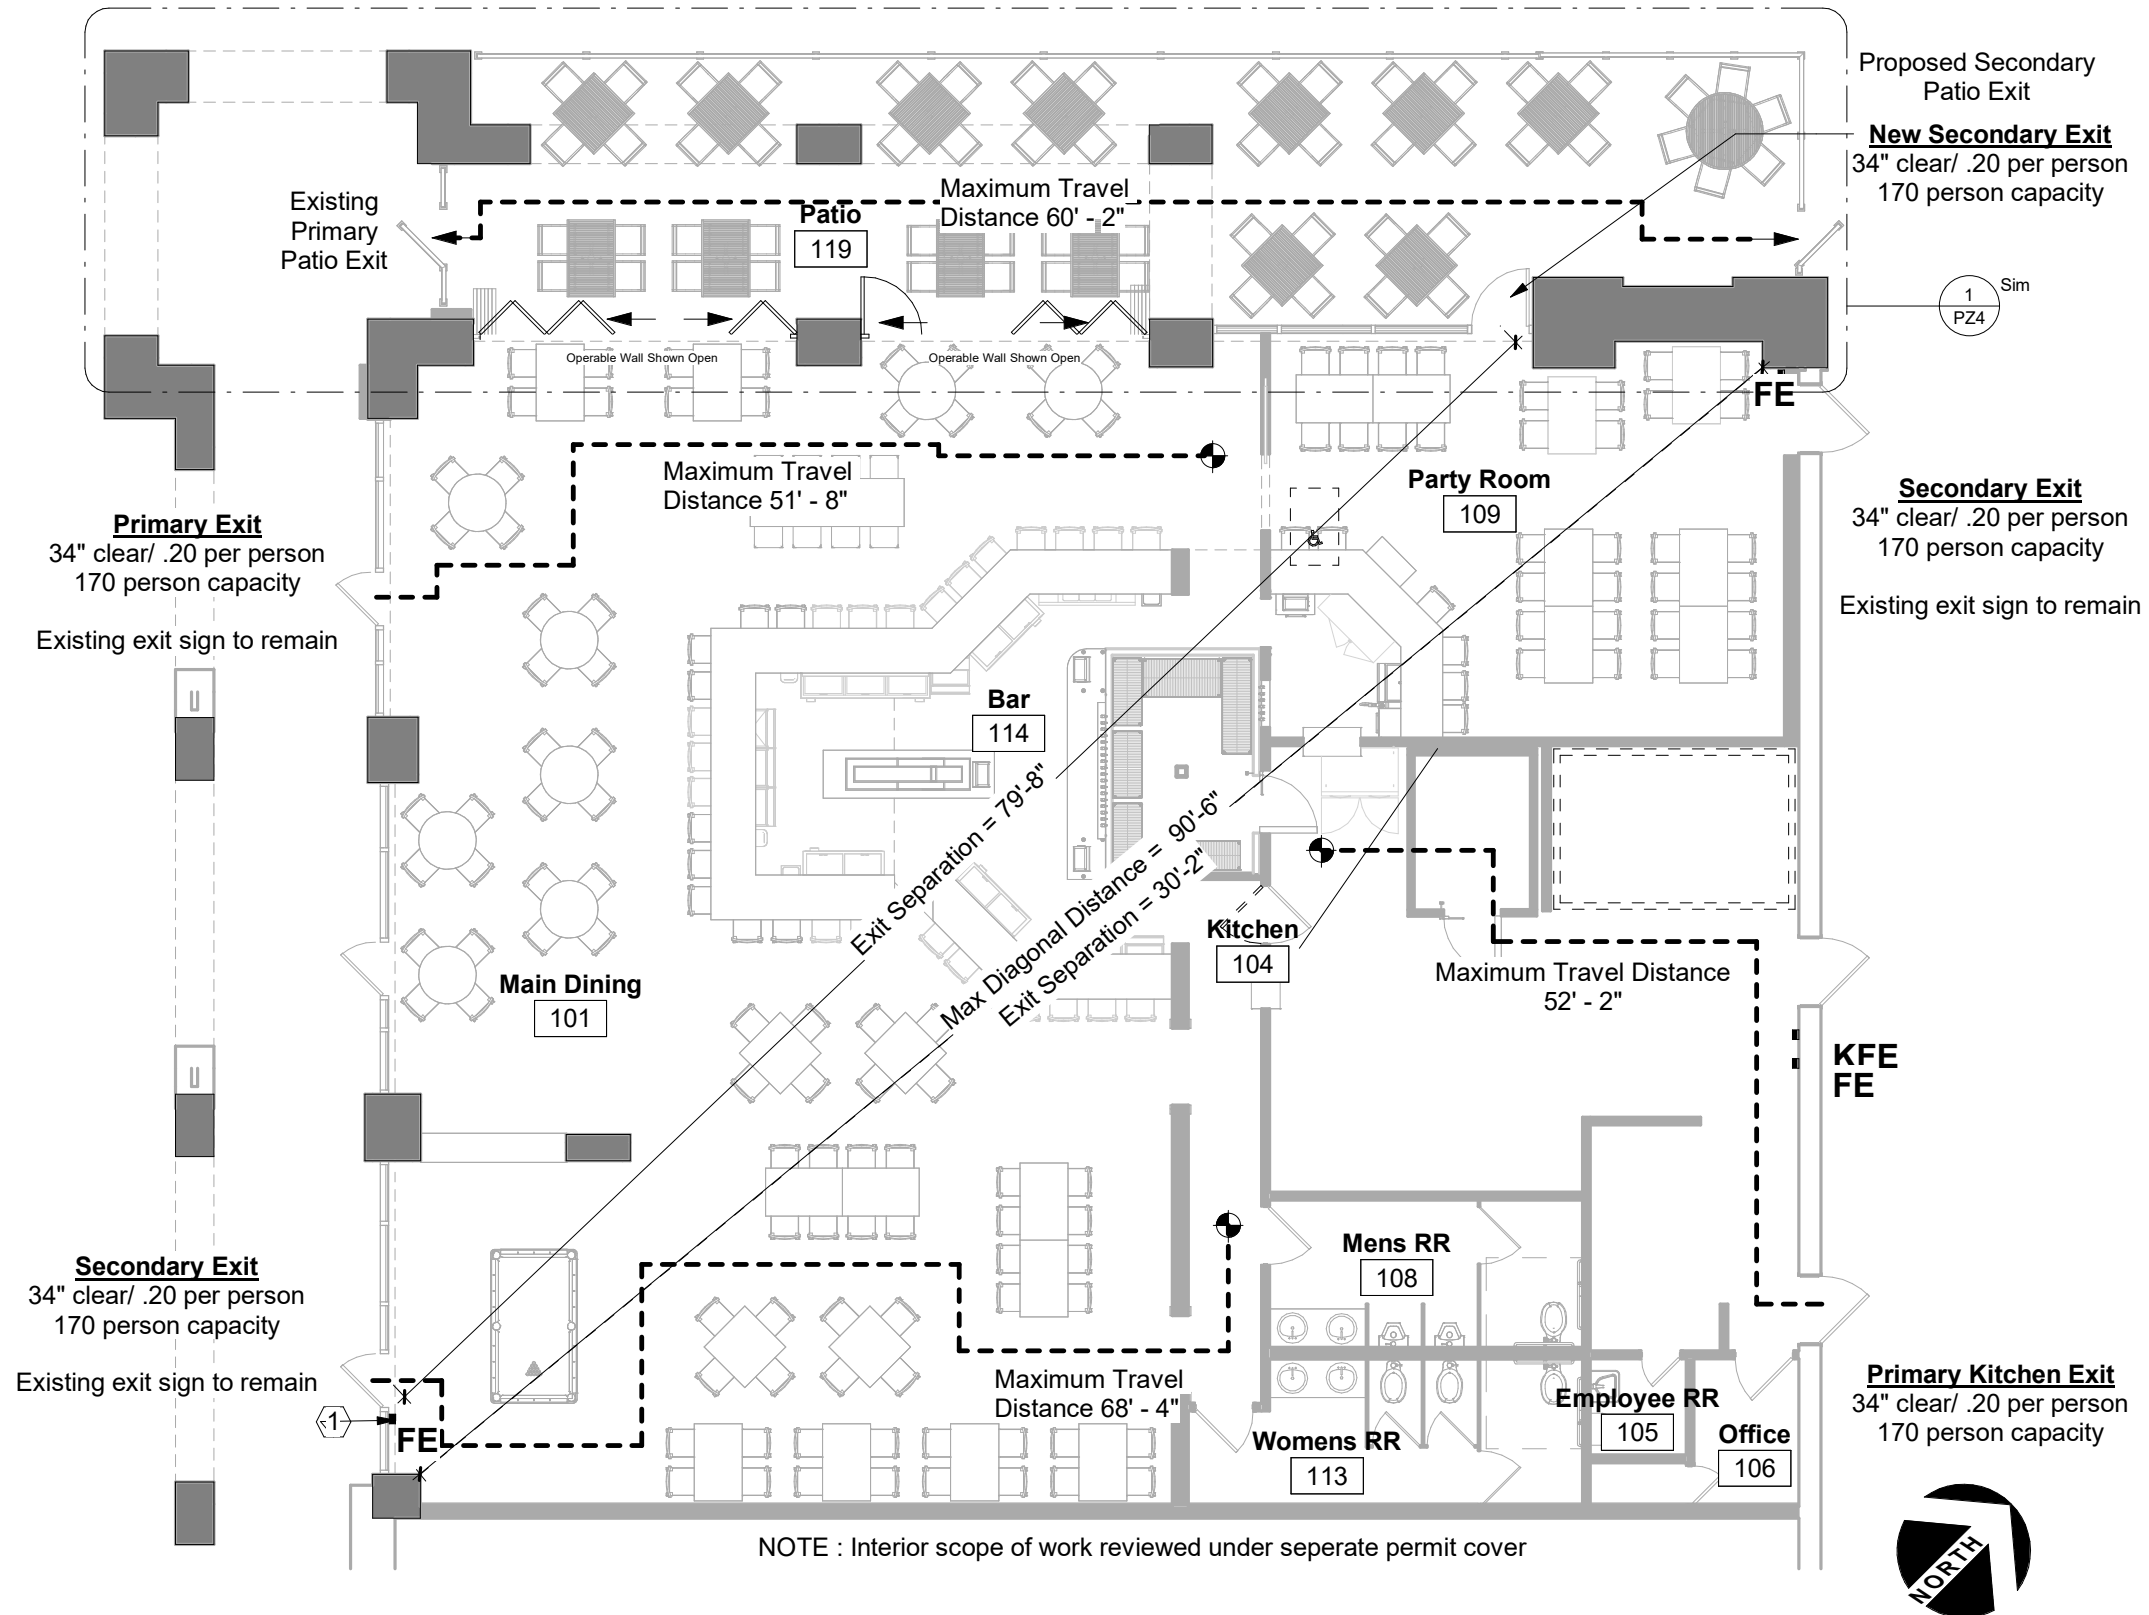 Proposed Secondary
Patio Exit
New Secondary Exit
34" clear/ .20 per person
170 person capacity
Existing
Primary
Patio Exit
Maximum Travel
Distance 60' - 2"
Patio
119
1
PZ4
Sim
Operable Wall Shown Open
Operable Wall Shown Open
FE
Maximum Travel
Distance 51' - 8"
Party Room
109
Primary Exit
34" clear/ .20 per person
170 person capacity
Existing exit sign to remain
Secondary Exit
34" clear/ .20 per person
170 person capacity
Existing exit sign to remain
Bar
114
Exit Separation = 79'-8"
Max Diagonal Distance = 90'-6"
Exit Separation = 30'-2"
Kitchen
104
Maximum Travel Distance
52' - 2"
Main Dining
101
KFE
FE
Mens RR
108
Secondary Exit
34" clear/ .20 per person
170 person capacity
Existing exit sign to remain
1
FE
Maximum Travel
Distance 68' - 4"
Womens RR
113
Employee RR
105
Office
106
Primary Kitchen Exit
34" clear/ .20 per person
170 person capacity
NOTE : Interior scope of work reviewed under seperate permit cover
NORTH